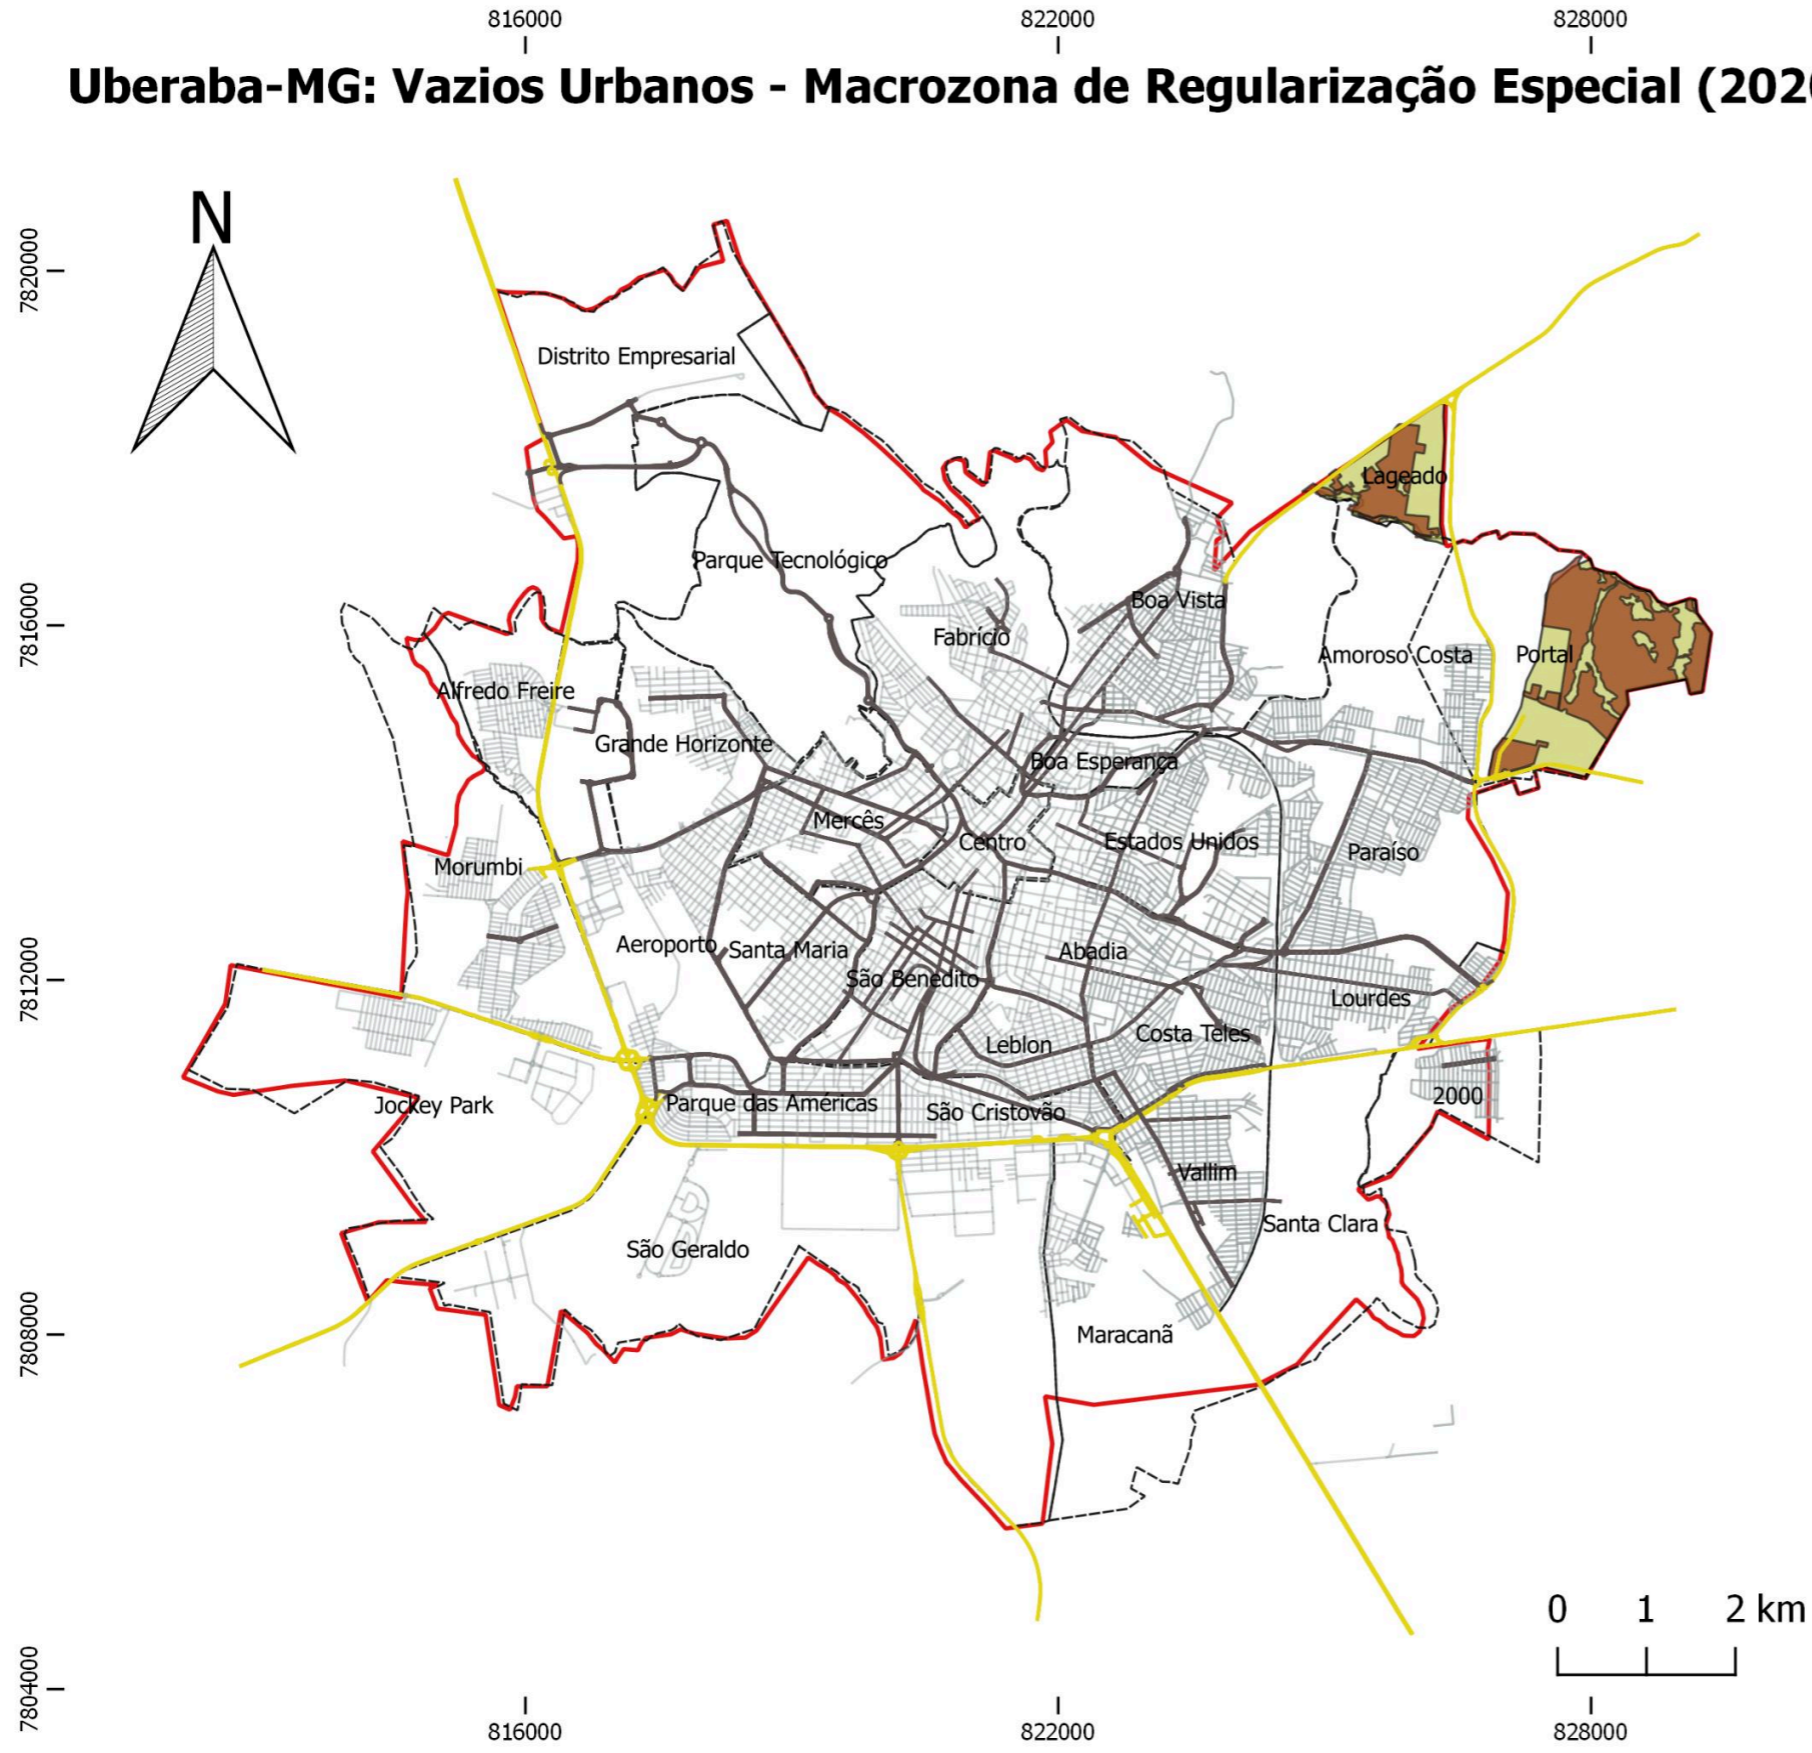 816000 822000 828000
Uberaba-MG: Vazios Urbanos - Macrozona de Regularização Especial (202
N
7820000
Distrito Empresarial
Lageado
Parque Tecnológico
7816000
Boa Vista
Fabrício
Amoroso Costa
Portal
Alfredo Freire
Grande Horizonte
Boa Esperança
Mercês
Centro
Estados Unidos
Paraíso
Morumbi
Aeroporto
Santa Maria
Abadia
7812000
São Benedito
Lourdes
Costa Teles
Leblon
2000
Jockey Park
Parque das Américas
São Cristovão
Vallim
Santa Clara
São Geraldo
7808000
Maracanã
0 1 2 km
7804000
816000 822000 828000